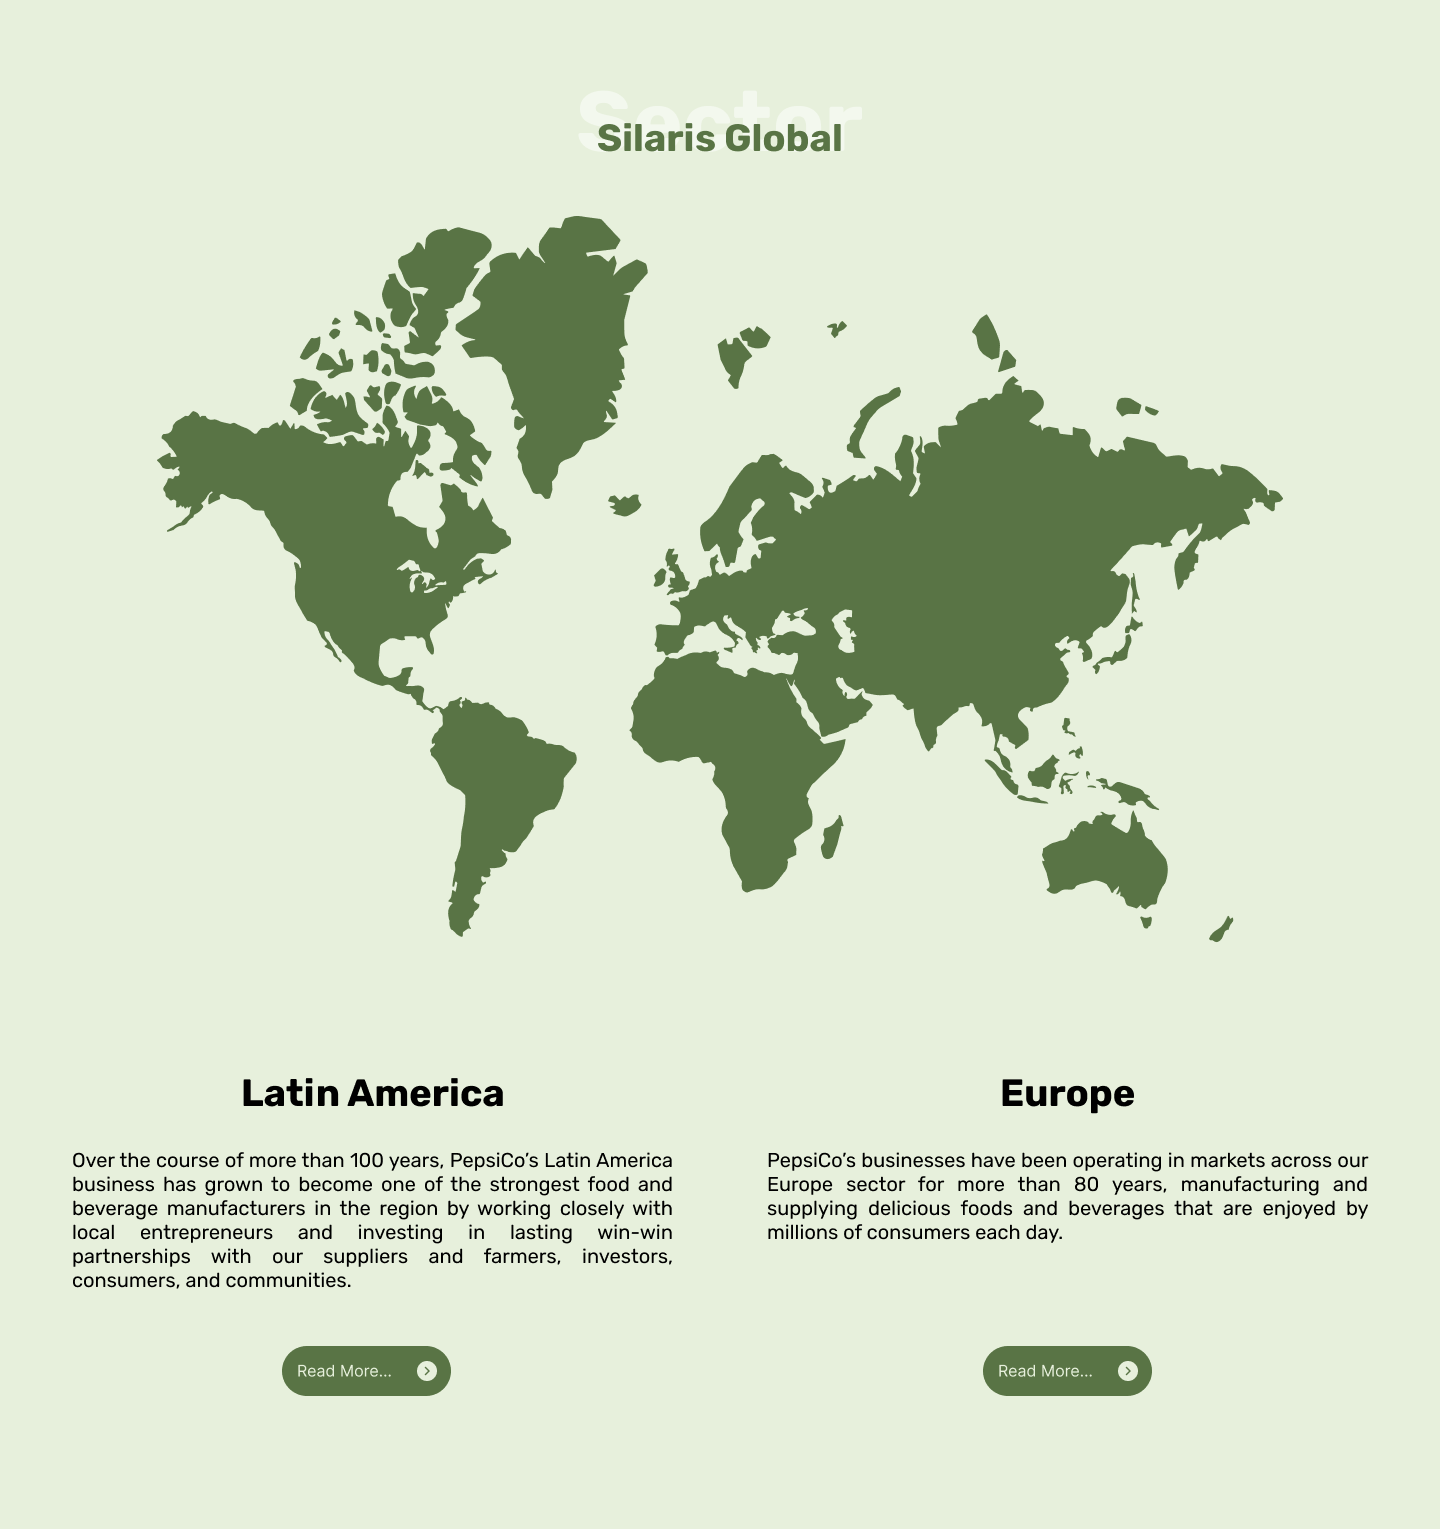 Sector
Silaris Global
Latin America
Over the course of more than 100 years, PepsiCo’s Latin America
business has grown to become one of the strongest food and
beverage manufacturers in the region by working closely with
local entrepreneurs and investing in lasting win-win
partnerships with our suppliers and farmers, investors,
consumers, and communities.
Read More...
Europe
PepsiCo’s businesses have been operating in markets across our
Europe sector for more than 80 years, manufacturing and
supplying delicious foods and beverages that are enjoyed by
millions of consumers each day.
Read More...